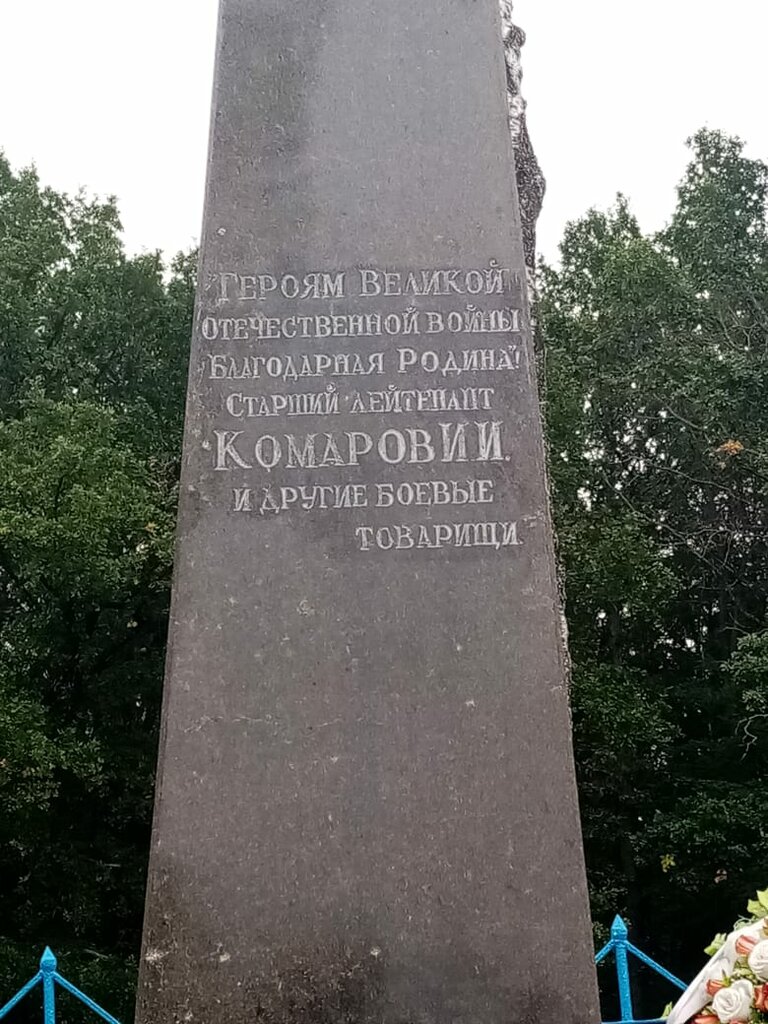 "Героям Великой
Отечественной войны
Благодарная Родина"!
Старший лейтенант
Комаров И И.
и другие боевые
товарищи.